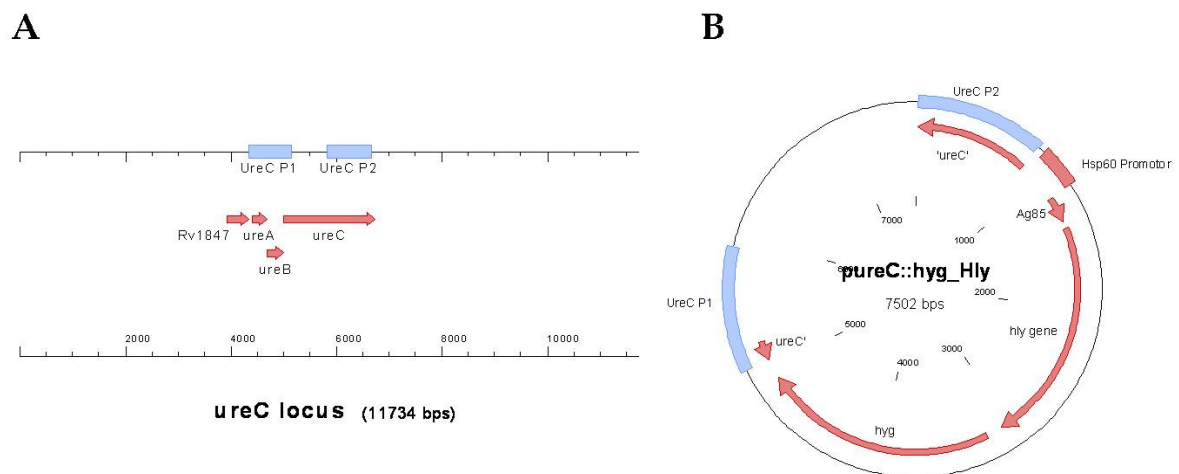 A
UreC P1
UreC P2
Rv1847
ureA
ureC
ureB
2000
4000
6000
8000
10000
ureC locus (11734 bps)
B
UreC P2
'ureC'
Hsp60 Promotor
Ag85
7000
1000
pureC::hyg_Hly
2000
7502 bps
UreC P1
hly gene
5000
ureC'
3000
4000
hyg